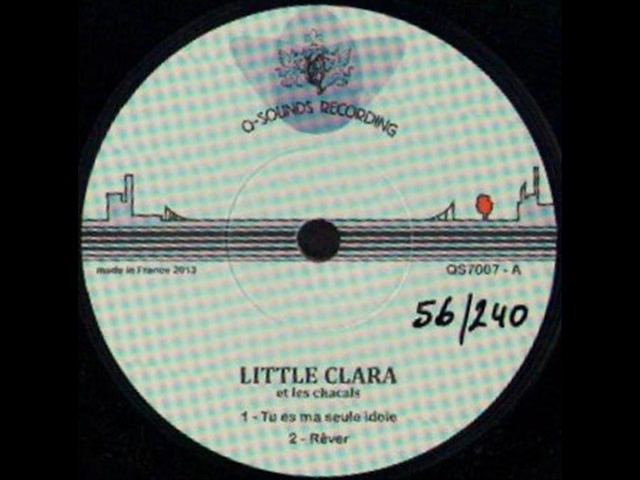 Q-SOUNDS RECORDING
made in France 2013
QS7007 - A
56/240
LITTLE CLARA
et les chacals
1 - Tu es ma seule idole
2 - Rêver